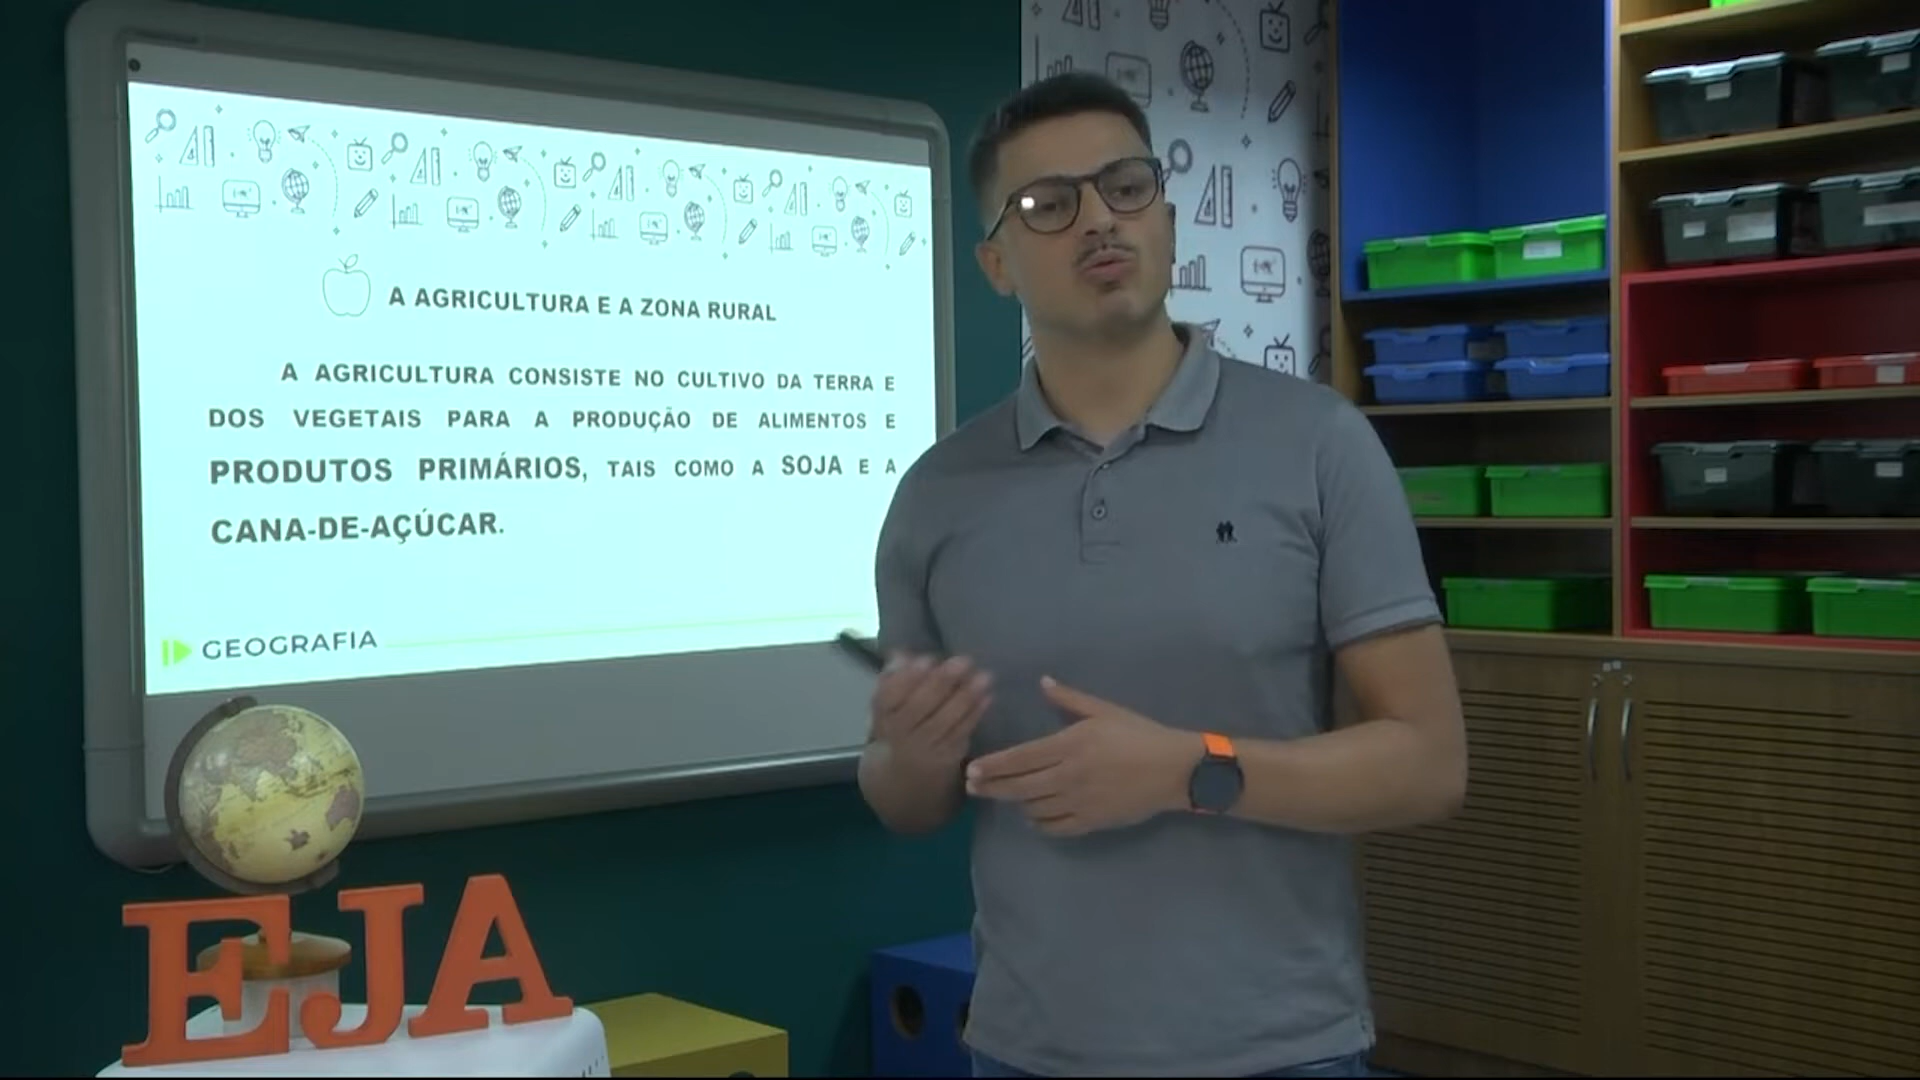 A AGRICULTURA E A ZONA RURAL
A AGRICULTURA CONSISTE NO CULTIVO DA TERRA E
DOS VEGETAIS PARA A PRODUÇÃO DE ALIMENTOS E
PRODUTOS PRIMÁRIOS, TAIS COMO A SOJA E A
CANA-DE-AÇÚCAR.
GEOGRAFIA
EJA